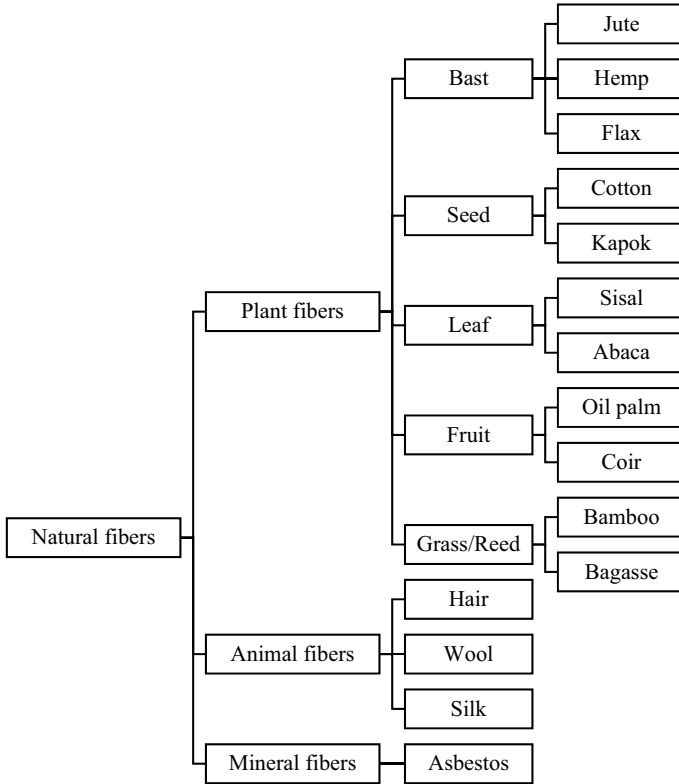 Jute
Bast
Hemp
Flax
Cotton
Seed
Kapok
Sisal
Plant fibers
Leaf
Abaca
Oil palm
Fruit
Coir
Bamboo
Natural fibers
Grass/Reed
Bagasse
Hair
Animal fibers
Wool
Silk
Mineral fibers
Asbestos